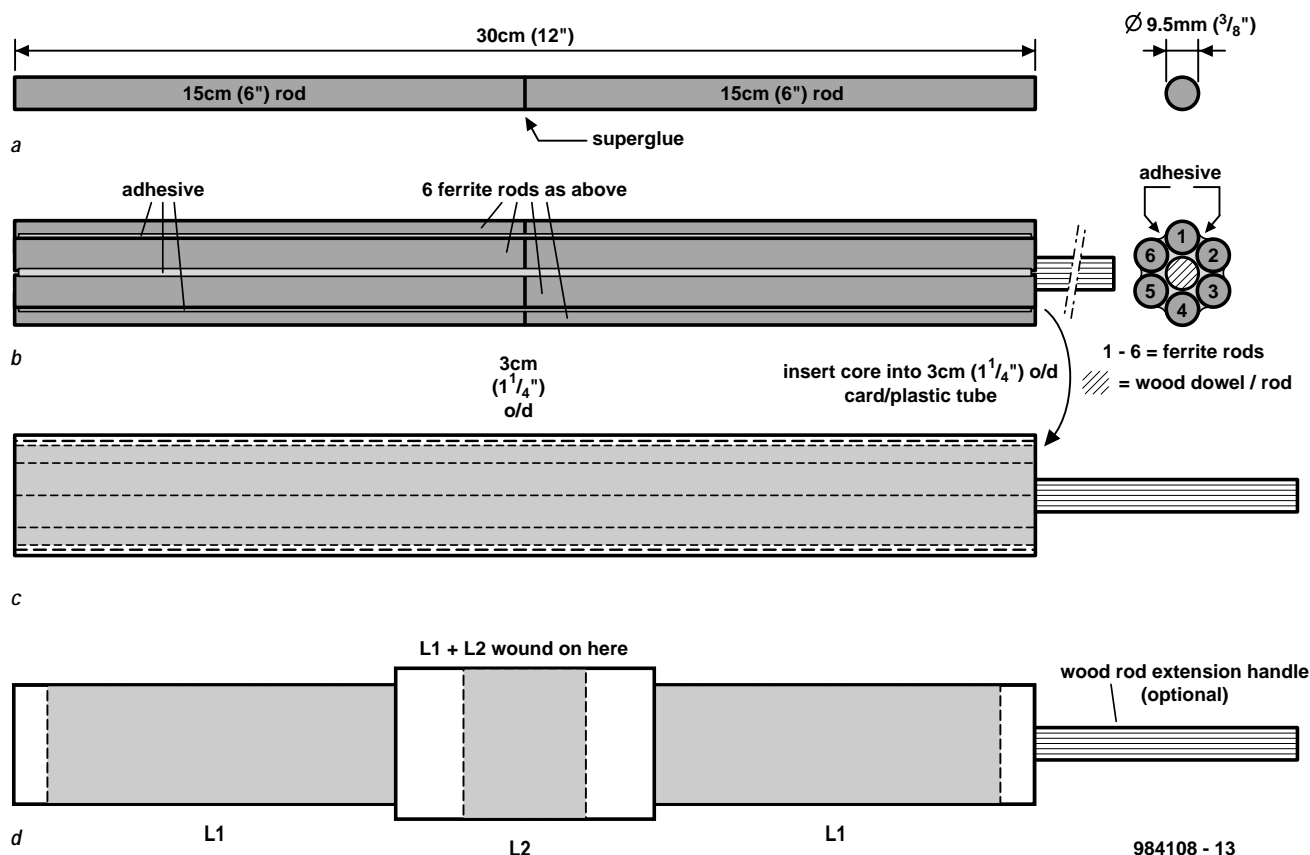 30cm (12")
Ø 9.5mm (3/8")
15cm (6") rod
15cm (6") rod
superglue
a
adhesive
6 ferrite rods as above
adhesive
1
6
2
5
3
4
b
3cm
(1 1/4")
o/d
insert core into 3cm (1 1/4") o/d
card/plastic tube
1 - 6 = ferrite rods
= wood dowel / rod
c
L1 + L2 wound on here
wood rod extension handle
(optional)
d
L1
L2
L1
984108 - 13